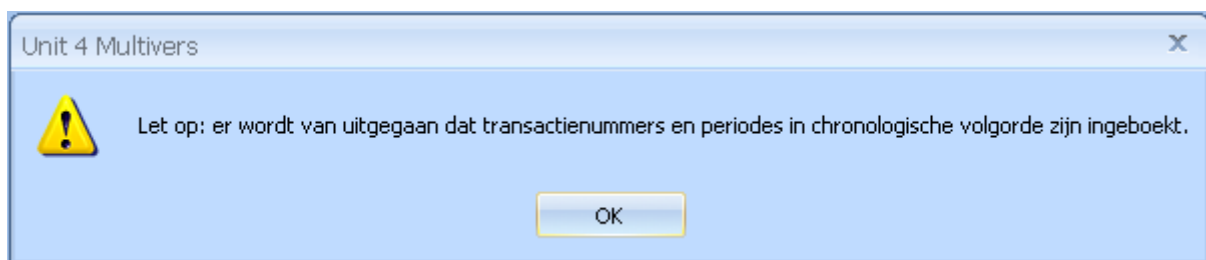 Unit 4 Multivers
Let op: er wordt van uitgegaan dat transactienummers en periodes in chronologische volgorde zijn ingeboekt.
OK